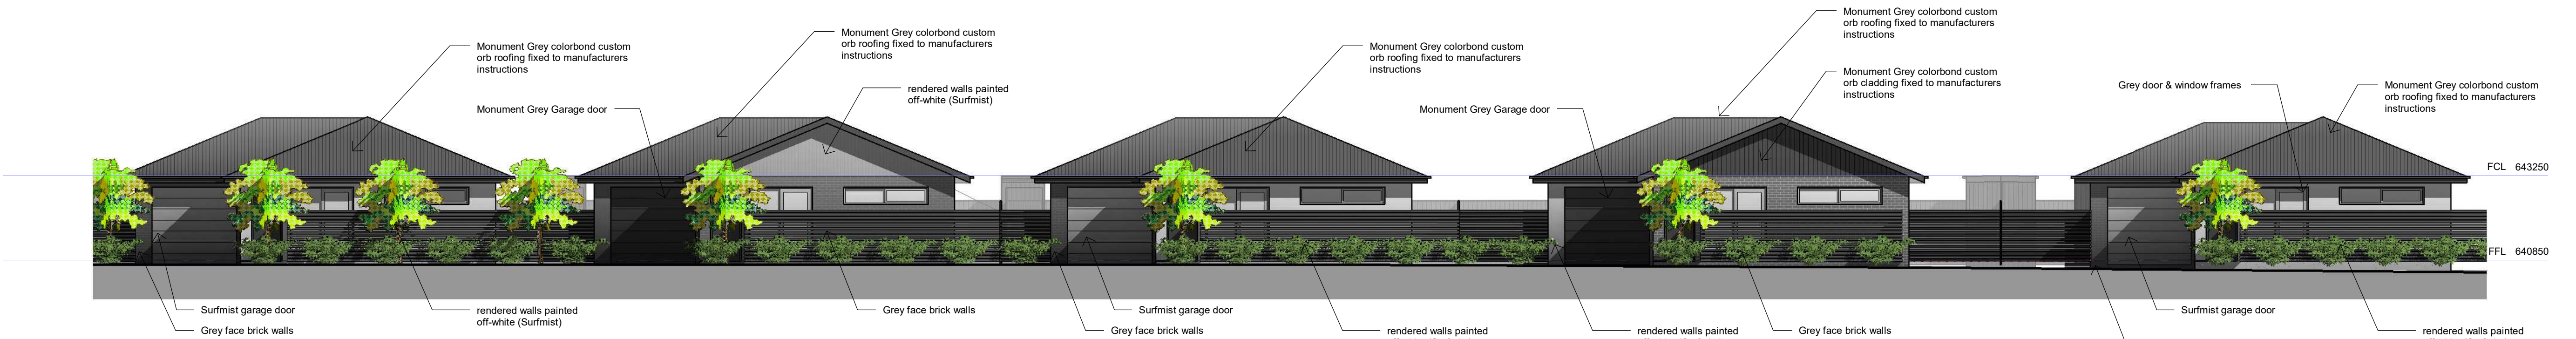 Monument Grey colorbond custom
orb roofing fixed to manufacturers
instructions
Monument Grey colorbond custom
orb roofing fixed to manufacturers
instructions
rendered walls painted
off-white (Surfmist)
Monument Grey Garage door
Monument Grey colorbond custom
orb roofing fixed to manufacturers
instructions
Monument Grey Garage door
Monument Grey colorbond custom
orb roofing fixed to manufacturers
instructions
Monument Grey colorbond custom
orb cladding fixed to manufacturers
instructions
Grey door & window frames
Monument Grey colorbond custom
orb roofing fixed to manufacturers
instructions
FCL 643250
FFL 640850
Surfmist garage door
Grey face brick walls
rendered walls painted
off-white (Surfmist)
Grey face brick walls
Surfmist garage door
Grey face brick walls
rendered walls painted
rendered walls painted
Grey face brick walls
Surfmist garage door
rendered walls painted